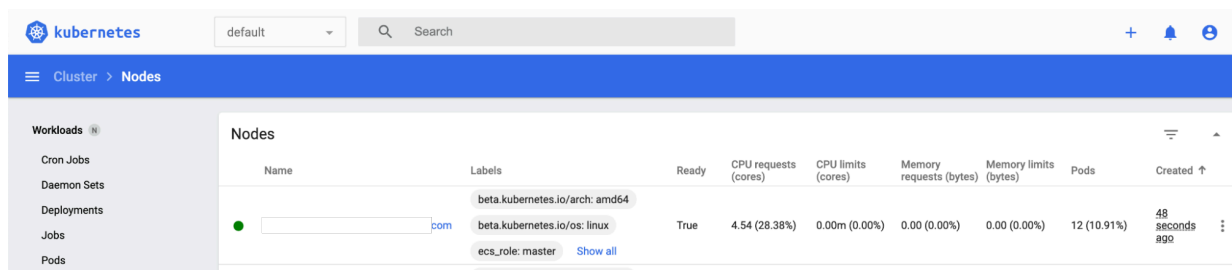 kubernetes
default
Search
Cluster > Nodes
Workloads N
Cron Jobs
Daemon Sets
Deployments
Jobs
Pods
Nodes
Name Labels Ready CPU requests (cores) CPU limits (cores) Memory requests (bytes) Memory limits (bytes) Pods Created ↑
com
beta.kubernetes.io/arch: amd64
beta.kubernetes.io/os: linux
ecs_role: master Show all
True 4.54 (28.38%) 0.00m (0.00%) 0.00 (0.00%) 0.00 (0.00%) 12 (10.91%)
48
seconds
ago